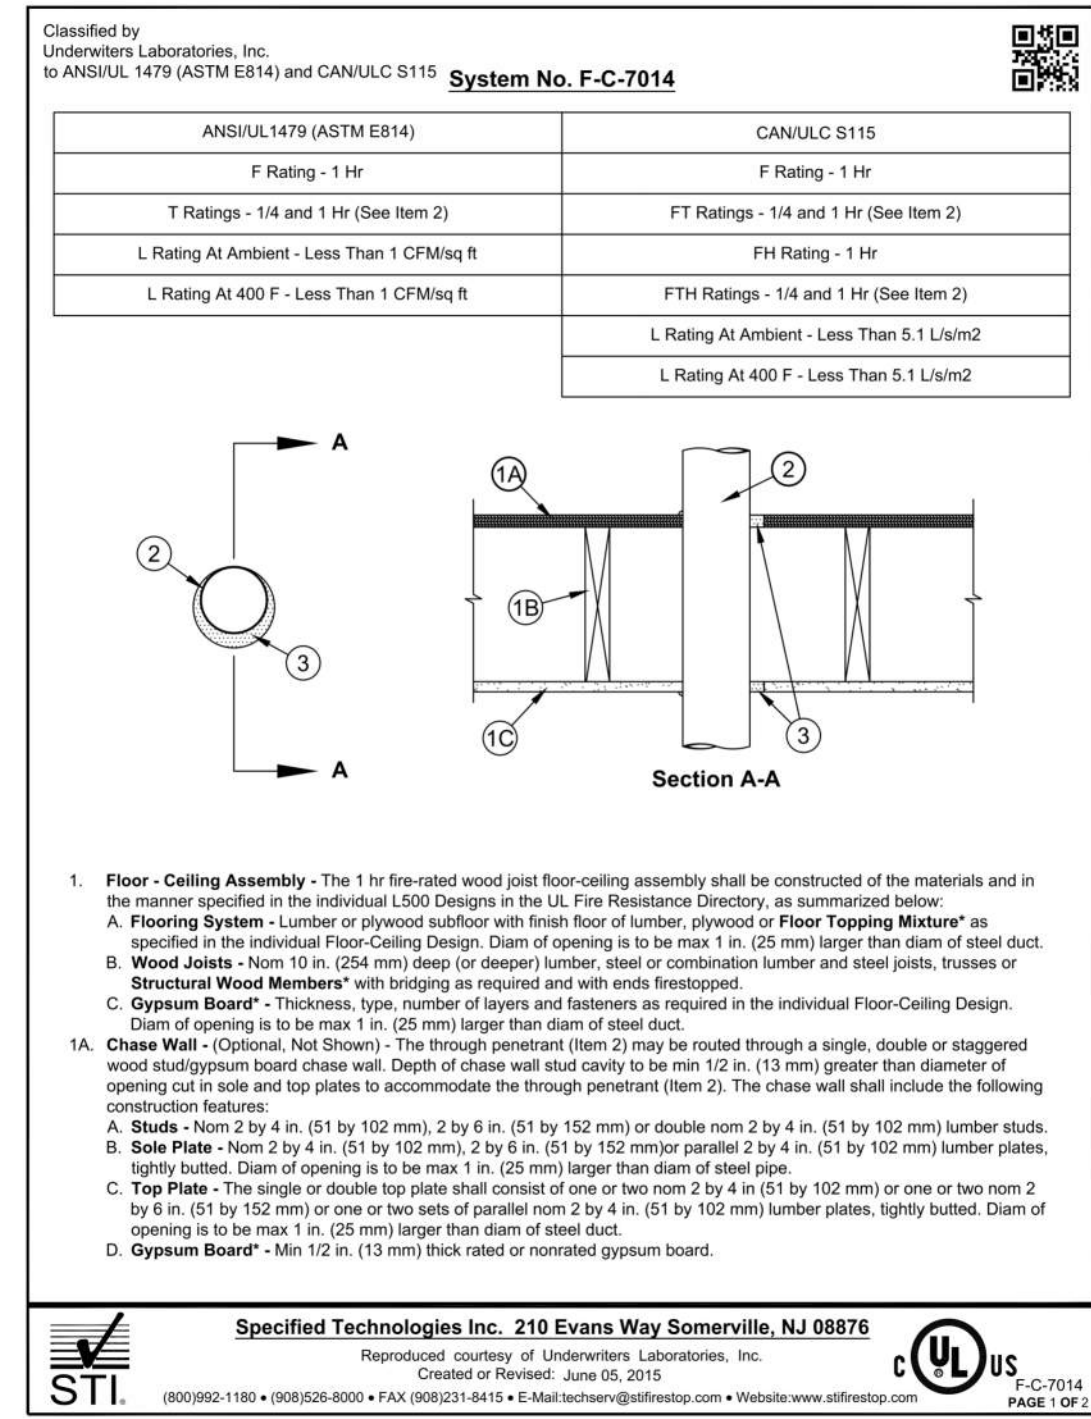 Classified by
Underwiters Laboratories, Inc.
to ANSI/UL 1479 (ASTM E814) and CAN/ULC S115
System No. F-C-7014
ANSI/UL1479 (ASTM E814)
CAN/ULC S115
F Rating - 1 Hr
F Rating - 1 Hr
T Ratings - 1/4 and 1 Hr (See Item 2)
FT Ratings - 1/4 and 1 Hr (See Item 2)
L Rating At Ambient - Less Than 1 CFM/sq ft
FH Rating - 1 Hr
L Rating At 400 F - Less Than 1 CFM/sq ft
FTH Ratings - 1/4 and 1 Hr (See Item 2)
L Rating At Ambient - Less Than 5.1 L/s/m2
L Rating At 400 F - Less Than 5.1 L/s/m2
A
2
3
A
1A
2
1B
1C
3
Section A-A
1. Floor - Ceiling Assembly - The 1 hr fire-rated wood joist floor-ceiling assembly shall be constructed of the materials and in
the manner specified in the individual L500 Designs in the UL Fire Resistance Directory, as summarized below:
A. Flooring System - Lumber or plywood subfloor with finish floor of lumber, plywood or Floor Topping Mixture* as
specified in the individual Floor-Ceiling Design. Diam of opening is to be max 1 in. (25 mm) larger than diam of steel duct.
B. Wood Joists - Nom 10 in. (254 mm) deep (or deeper) lumber, steel or combination lumber and steel joists, trusses or
Structural Wood Members* with bridging as required and with ends firestopped.
C. Gypsum Board* - Thickness, type, number of layers and fasteners as required in the individual Floor-Ceiling Design.
Diam of opening is to be max 1 in. (25 mm) larger than diam of steel duct.
1A. Chase Wall - (Optional, Not Shown) - The through penetrant (Item 2) may be routed through a single, double or staggered
wood stud/gypsum board chase wall. Depth of chase wall stud cavity to be min 1/2 in. (13 mm) greater than diameter of
opening cut in sole and top plates to accommodate the through penetrant (Item 2). The chase wall shall include the following
construction features:
A. Studs - Nom 2 by 4 in. (51 by 102 mm), 2 by 6 in. (51 by 152 mm) or double nom 2 by 4 in. (51 by 102 mm) lumber studs.
B. Sole Plate - Nom 2 by 4 in. (51 by 102 mm), 2 by 6 in. (51 by 152 mm)or parallel 2 by 4 in. (51 by 102 mm) lumber plates,
tightly butted. Diam of opening is to be max 1 in. (25 mm) larger than diam of steel pipe.
C. Top Plate - The single or double top plate shall consist of one or two nom 2 by 4 in (51 by 102 mm) or one or two nom 2
by 6 in. (51 by 152 mm) or one or two sets of parallel nom 2 by 4 in. (51 by 102 mm) lumber plates, tightly butted. Diam of
opening is to be max 1 in. (25 mm) larger than diam of steel duct.
D. Gypsum Board* - Min 1/2 in. (13 mm) thick rated or nonrated gypsum board.
STI®
Specified Technologies Inc. 210 Evans Way Somerville, NJ 08876
Reproduced courtesy of Underwriters Laboratories, Inc.
Created or Revised: June 05, 2015
(800)992-1180 • (908)526-8000 • FAX (908)231-8415 • E-Mail:techserv@stifirestop.com • Website:www.stifirestop.com
C UL US
F-C-7014
PAGE 1 OF 2